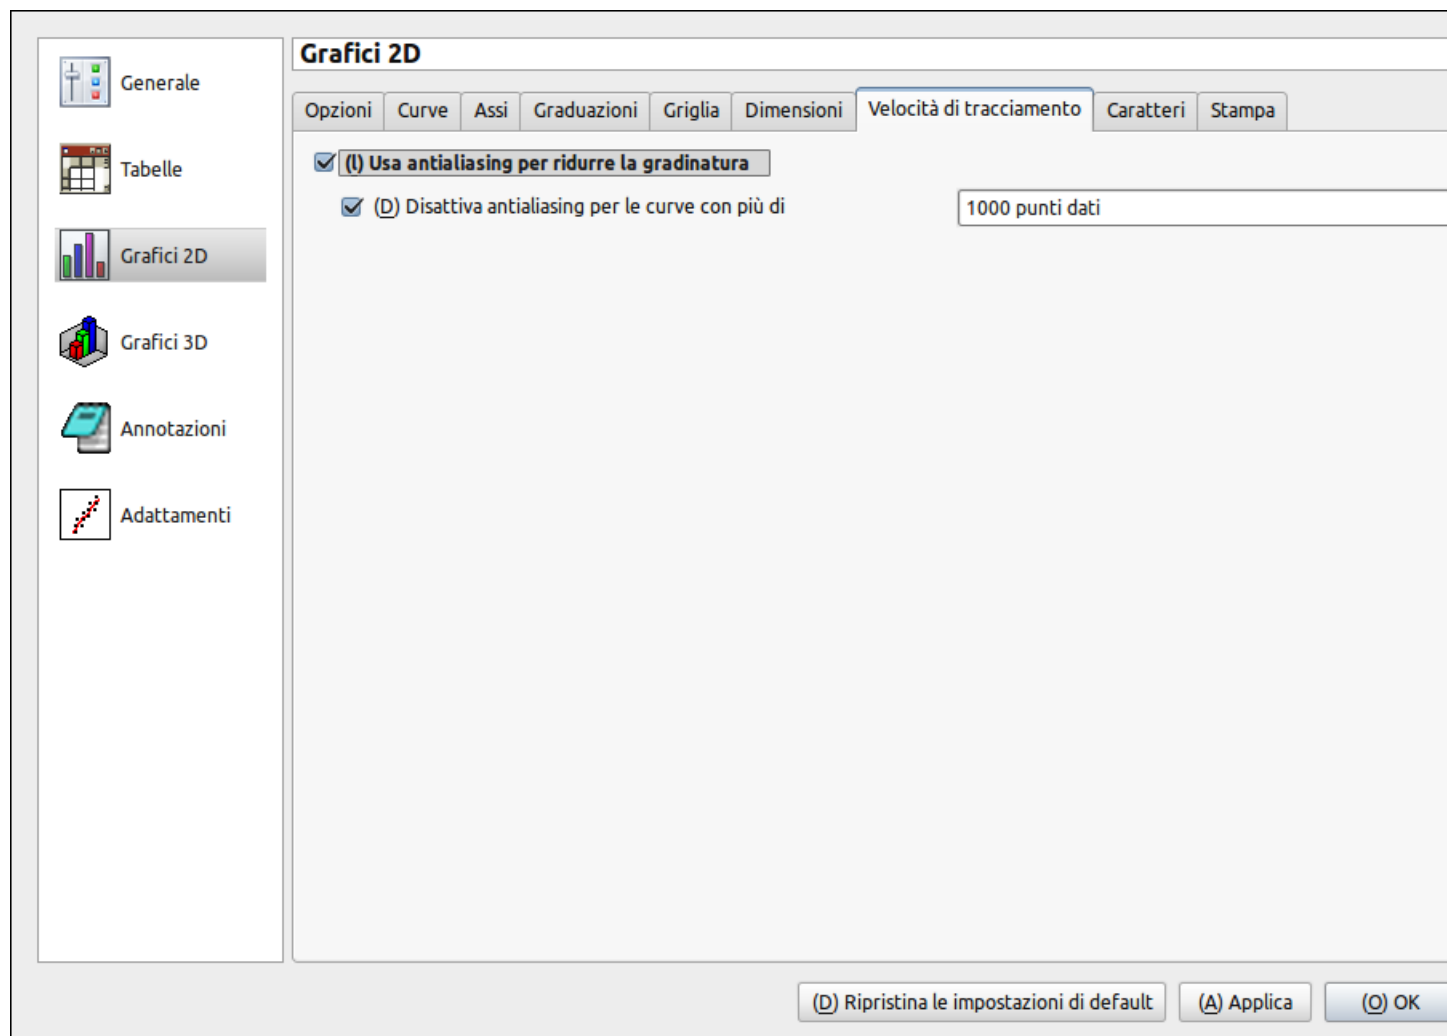 Grafici 2D
Generale
Tabelle
Grafici 2D
Grafici 3D
Annotazioni
Adattamenti
Opzioni Curve Assi Graduazioni Griglia Dimensioni Velocità di tracciamento Caratteri Stampa
(l) Usa antialiasing per ridurre la gradinatura
(D) Disattiva antialiasing per le curve con più di 1000 punti dati
(D) Ripristina le impostazioni di default (A) Applica (O) OK